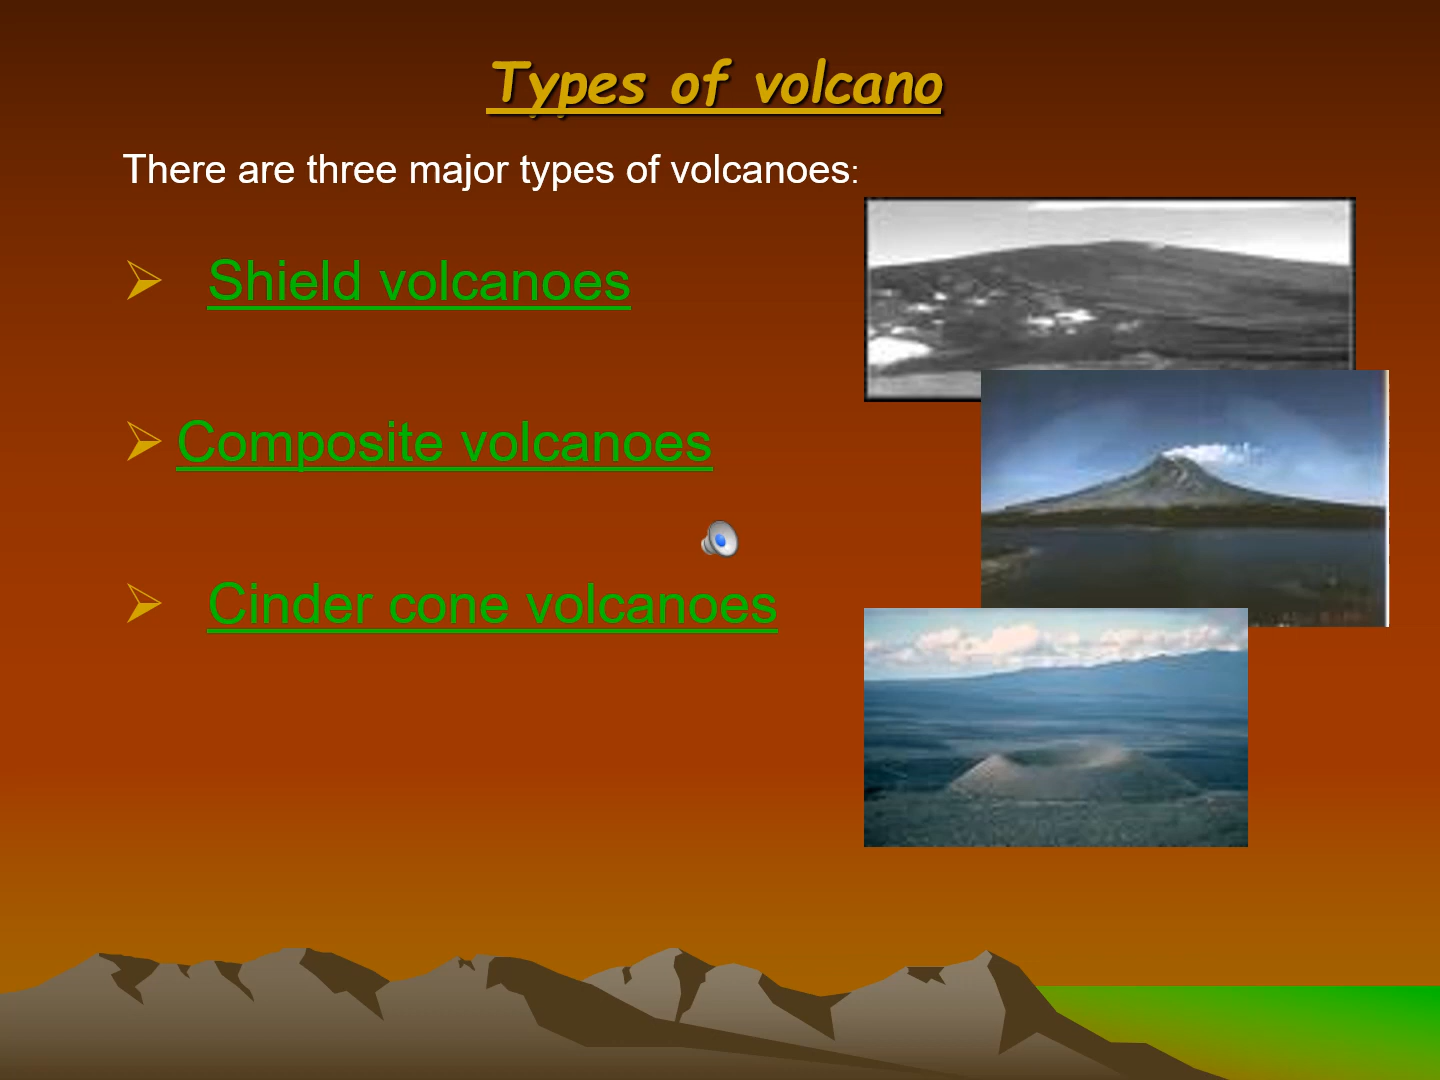 Types of volcano
There are three major types of volcanoes:
Shield volcanoes
Composite volcanoes
Cinder cone volcanoes